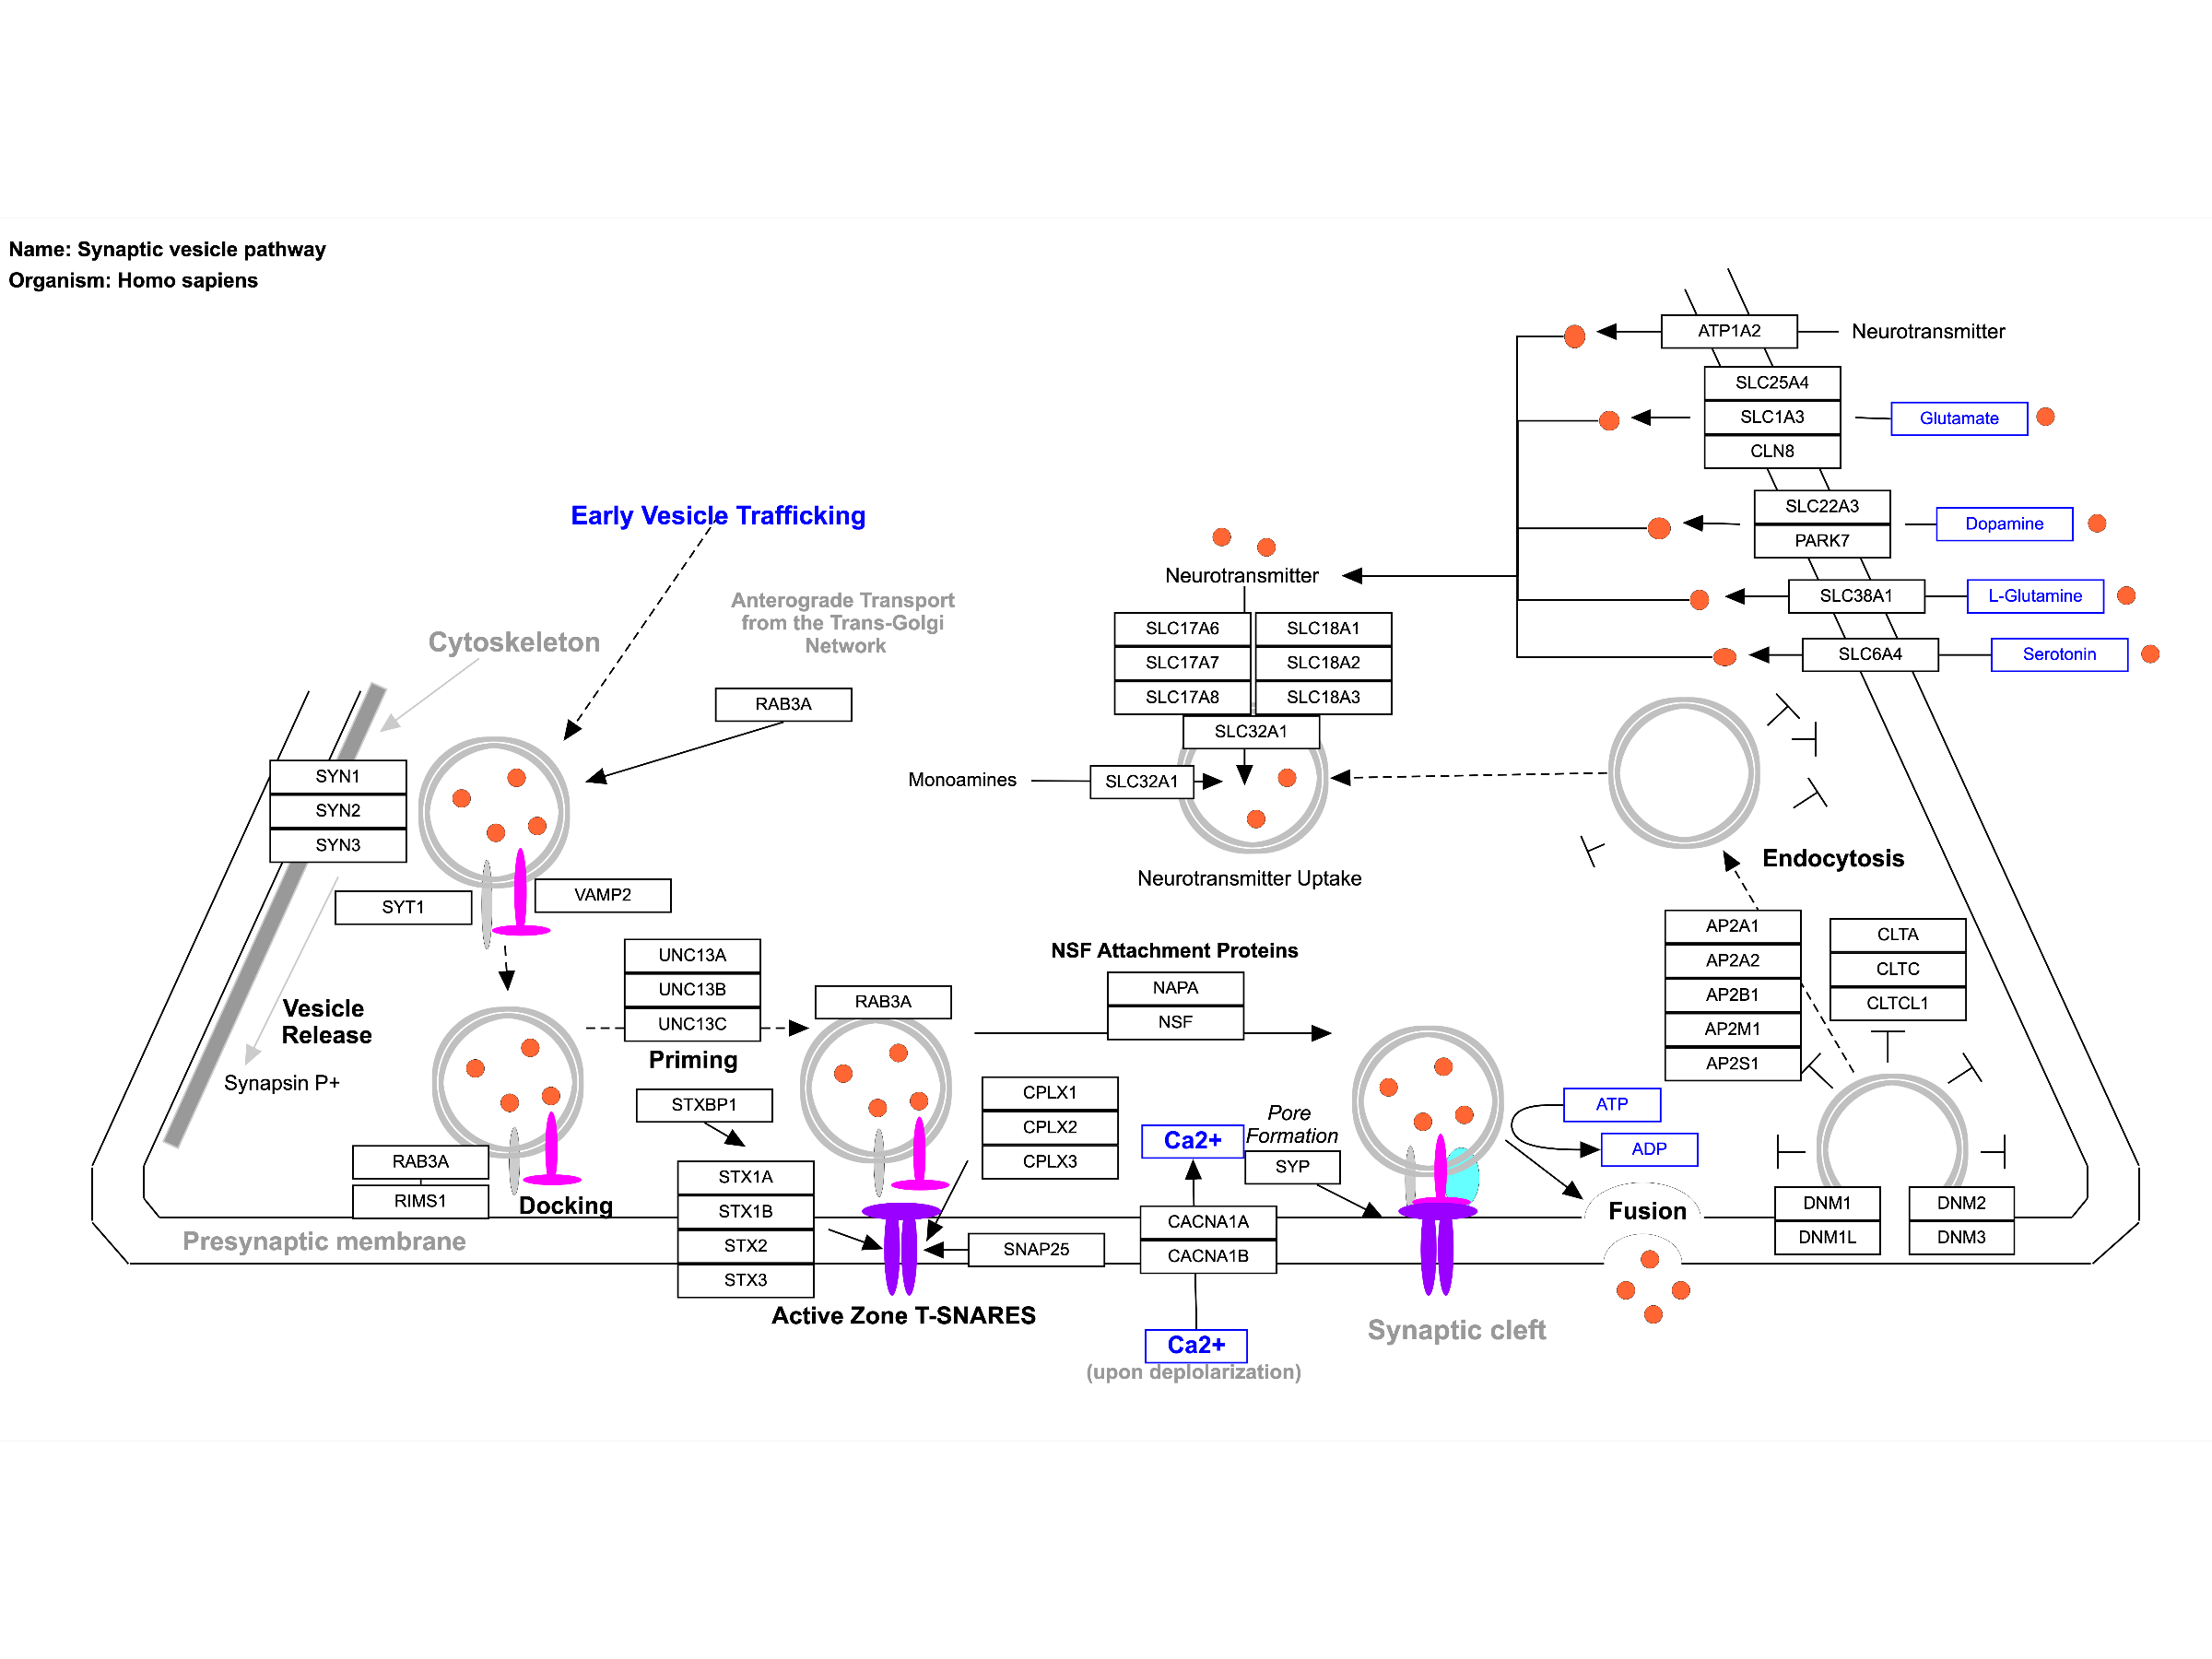 Name: Synaptic vesicle pathway
Organism: Homo sapiens
ATP1A2
Neurotransmitter
SLC25A4
SLC1A3
CLN8
Glutamate
SLC22A3
PARK7
Dopamine
SLC38A1
L-Glutamine
SLC6A4
Serotonin
Early Vesicle Trafficking
Anterograde Transport
from the Trans-Golgi
Network
Cytoskeleton
RAB3A
Neurotransmitter
SLC17A6
SLC17A7
SLC17A8
SLC18A1
SLC18A2
SLC18A3
SLC32A1
Monoamines
SLC32A1
Neurotransmitter Uptake
SYN1
SYN2
SYN3
SYT1
VAMP2
Endocytosis
AP2A1
AP2A2
AP2B1
AP2M1
AP2S1
CLTA
CLTC
CLTCL1
Vesicle
Release
Synapsin P+
UNC13A
UNC13B
UNC13C
Priming
RAB3A
NSF Attachment Proteins
NAPA
NSF
STXBP1
CPLX1
CPLX2
CPLX3
Ca2+
Pore
Formation
SYP
ATP
ADP
RAB3A
RIMS1
Docking
STX1A
STX1B
STX2
STX3
SNAP25
CACNA1A
CACNA1B
Fusion
DNM1
DNM1L
DNM2
DNM3
Presynaptic membrane
Active Zone T-SNARES
Ca2+
(upon deplolarization)
Synaptic cleft